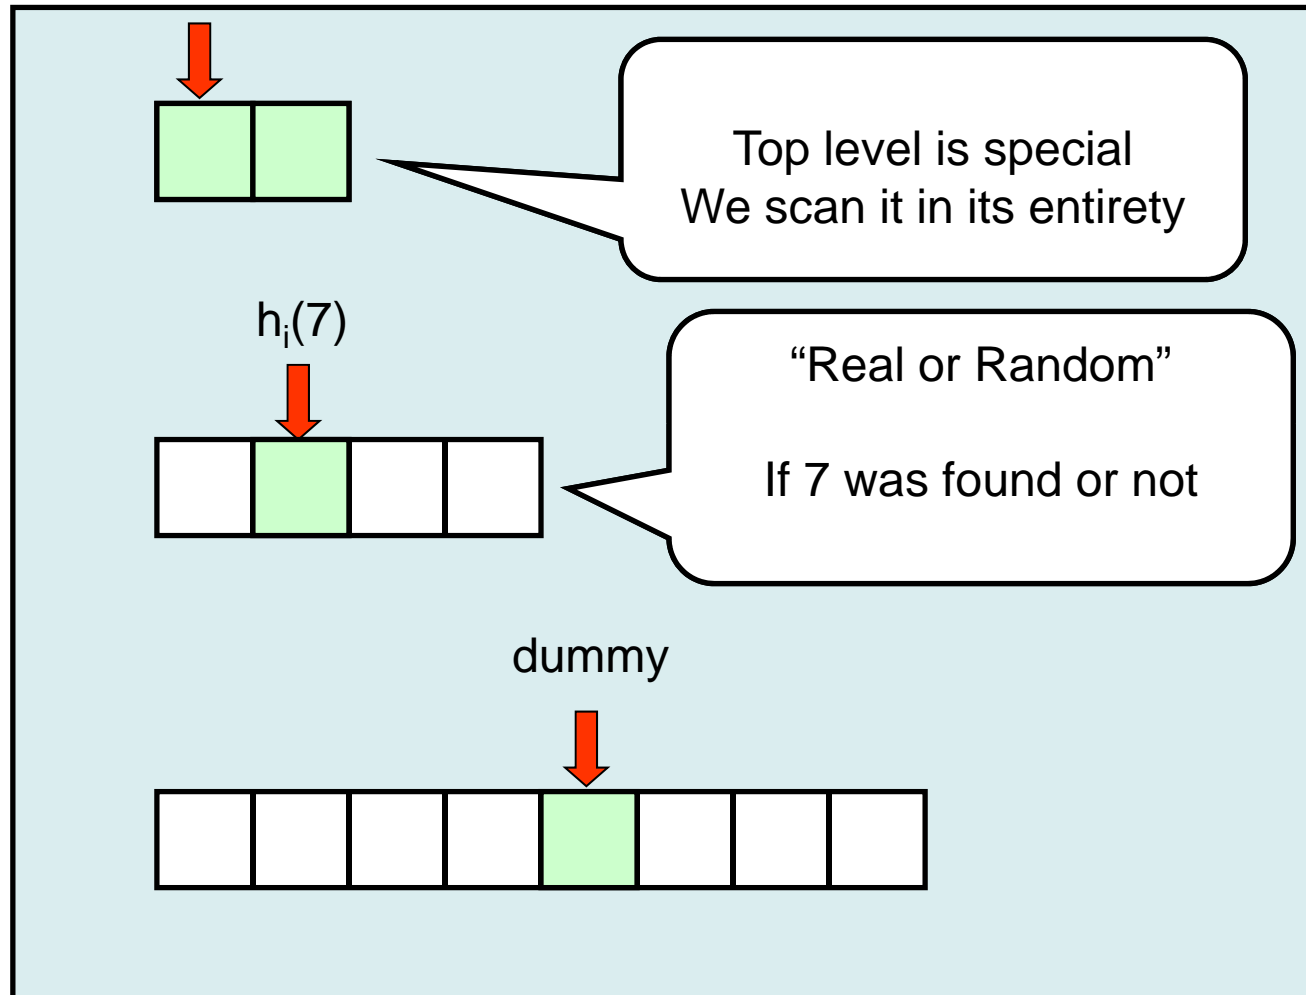 Top level is special
We scan it in its entirety
hᵢ(7)
“Real or Random”
If 7 was found or not
dummy